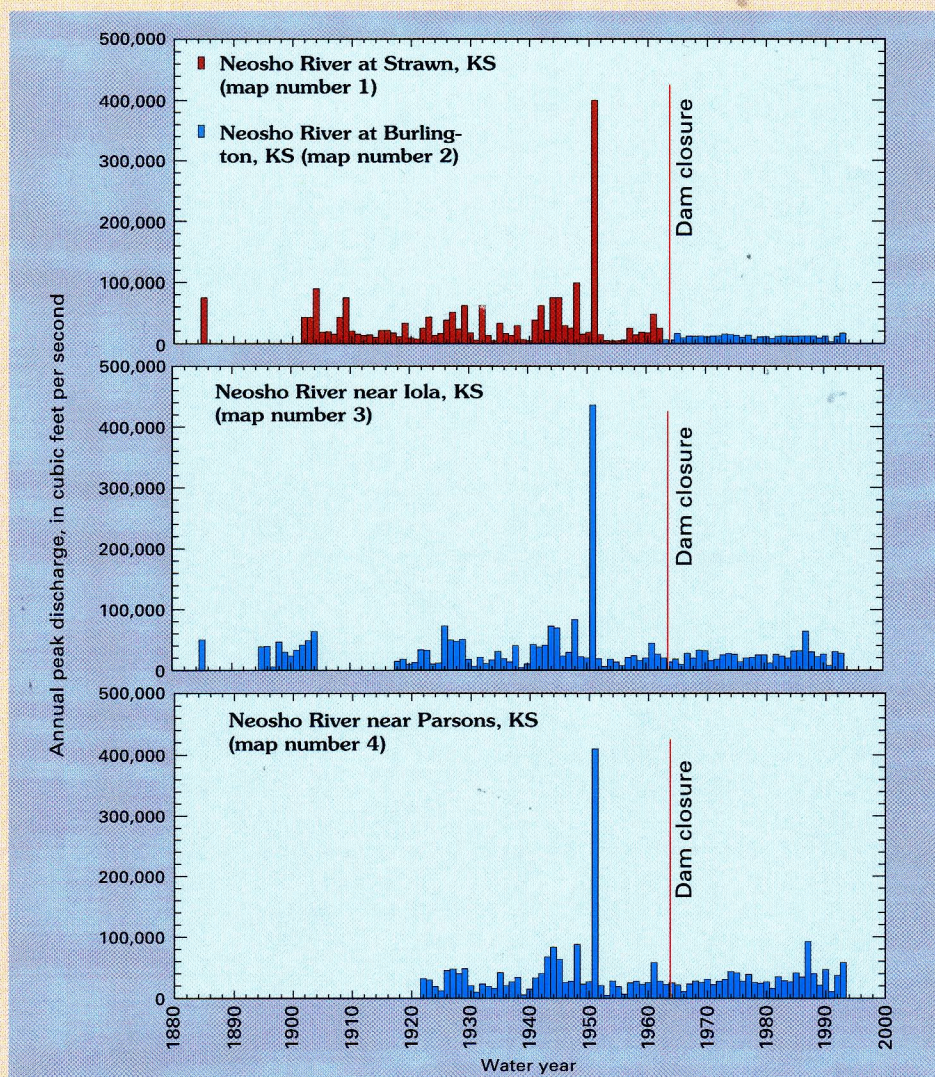 Annual peak discharge, in cubic feet per second
500,000
400,000
300,000
200,000
100,000
0
Neosho River at Strawn, KS
(map number 1)
Neosho River at Burling-
ton, KS (map number 2)
Dam closure
500,000
400,000
300,000
200,000
100,000
0
Neosho River near Iola, KS
(map number 3)
Dam closure
500,000
400,000
300,000
200,000
100,000
0
Neosho River near Parsons, KS
(map number 4)
Dam closure
1880
1890
1900
1910
1920
1930
1940
1950
1960
1970
1980
1990
2000
Water year